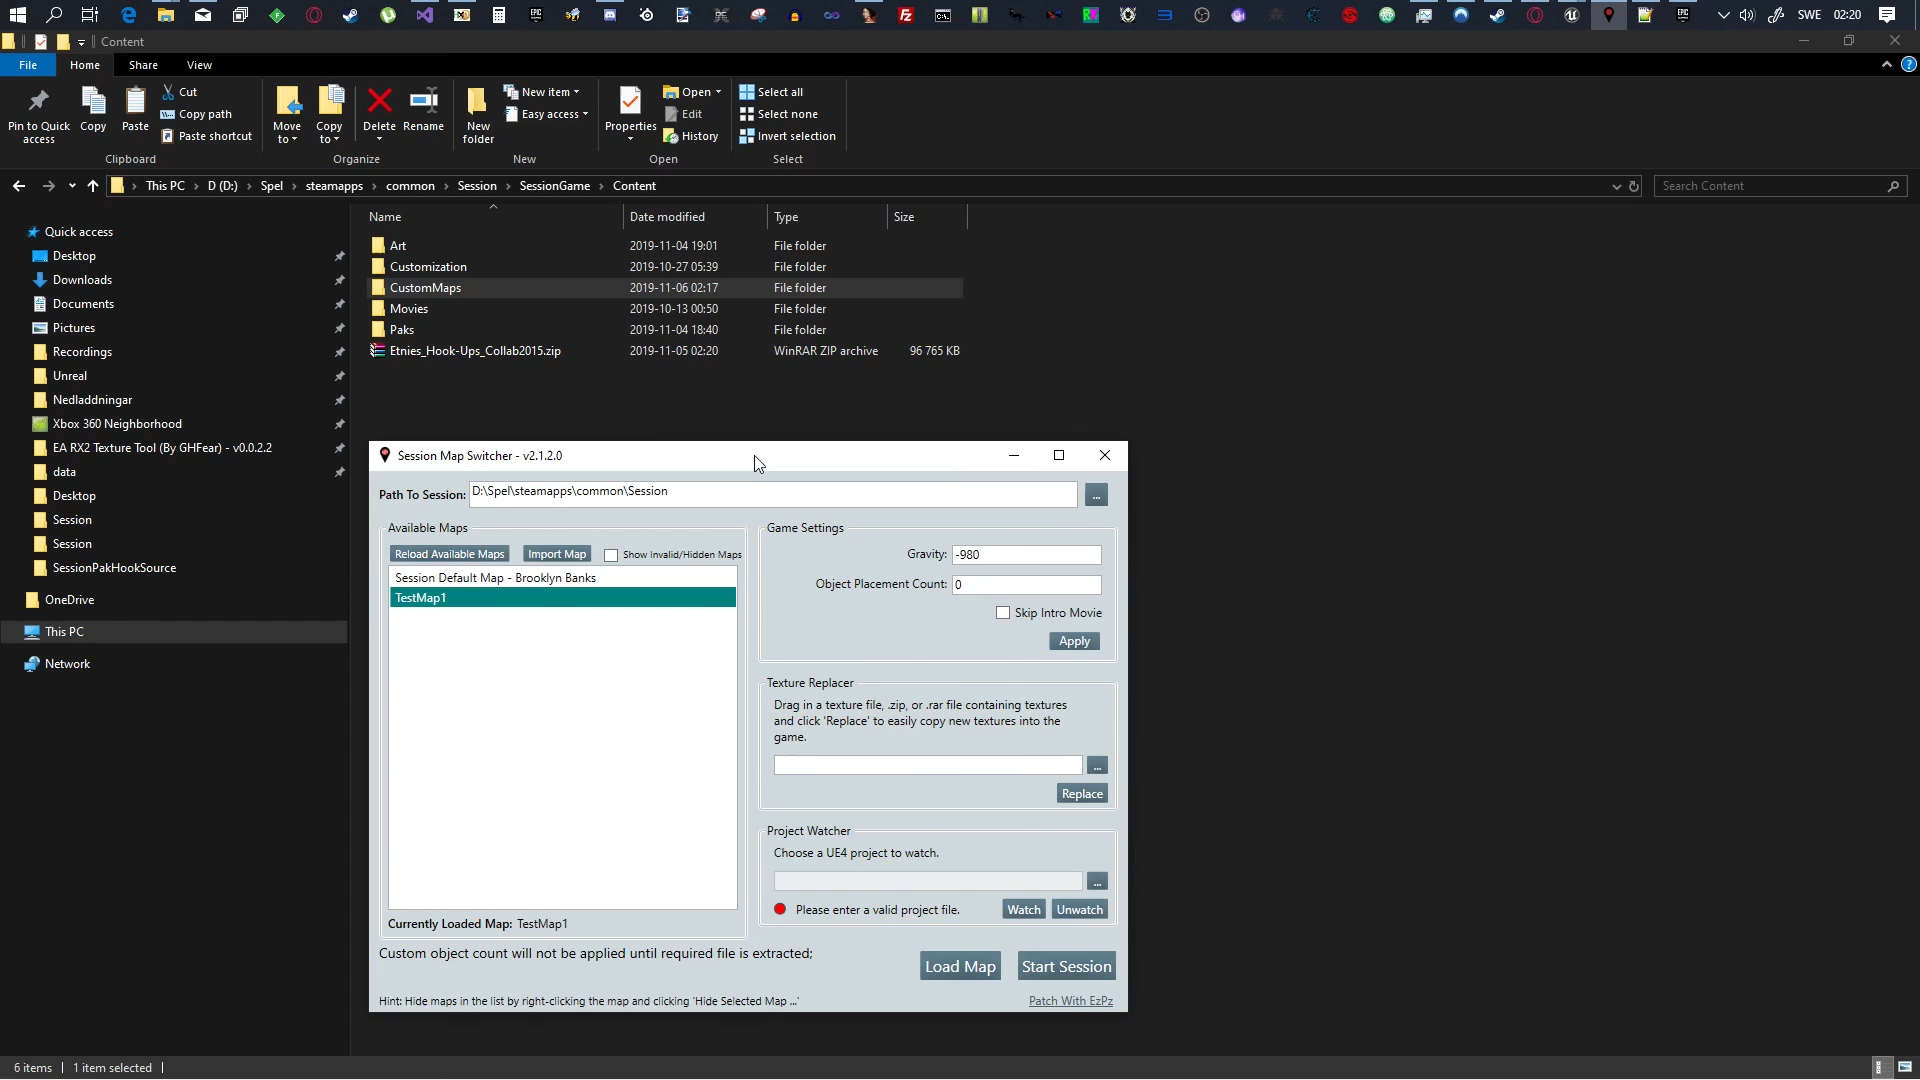 SWE 02:20
Content
File Home Share View
Pin to Quick access
Copy
Paste
Cut
Copy path
Paste shortcut
Clipboard
Move to
Copy to
Delete
Rename
Organize
New folder
New item
Easy access
New
Properties
Open
Edit
History
Open
Select all
Select none
Invert selection
Select
This PC > D (D:) > Spel > steamapps > common > Session > SessionGame > Content
Search Content
Quick access
Desktop
Downloads
Documents
Pictures
Recordings
Unreal
Nedladdningar
Xbox 360 Neighborhood
EA RX2 Texture Tool (By GHFear) - v0.0.2.2
data
Desktop
Session
Session
SessionPakHookSource
OneDrive
This PC
Network
Name Date modified Type Size
Art 2019-11-04 19:01 File folder
Customization 2019-10-27 05:39 File folder
CustomMaps 2019-11-06 02:17 File folder
Movies 2019-10-13 00:50 File folder
Paks 2019-11-04 18:40 File folder
Etnies_Hook-Ups_Collab2015.zip 2019-11-05 02:20 WinRAR ZIP archive 96 765 KB
Session Map Switcher - v2.1.2.0
Path To Session: D:\Spel\steamapps\common\Session ...
Available Maps
Reload Available Maps Import Map Show Invalid/Hidden Maps
Session Default Map - Brooklyn Banks
TestMap1
Currently Loaded Map: TestMap1
Game Settings
Gravity: -980
Object Placement Count: 0
Skip Intro Movie
Apply
Texture Replacer
Drag in a texture file, .zip, or .rar file containing textures
and click 'Replace' to easily copy new textures into the
game.
...
Replace
Project Watcher
Choose a UE4 project to watch.
...
Please enter a valid project file. Watch Unwatch
Custom object count will not be applied until required file is extracted;
Load Map Start Session
Hint: Hide maps in the list by right-clicking the map and clicking 'Hide Selected Map ...'
Patch With EzPz
6 items 1 item selected